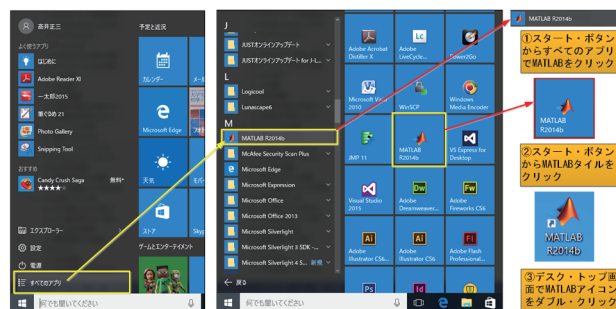 高井正三
よく使うアプリ
はじめに
Adobe Reader XI
一太郎2015
筆ぐるめ 21
Photo Gallery
Snipping Tool
おすすめ
Candy Crush Saga
無料*
★★★★
エクスプローラー
設定
電源
すべてのアプリ
何でも聞いてください
予定と近況
カレンダー
メール
Microsoft Edge
天気
ストア
Skyp
ゲームとエンターテイメント
J
JUSTオンラインアップデート
JUSTオンラインアップデート for J-L...
L
Logicool
Lunascape6
M
MATLAB R2014b
McAfee Security Scan Plus
Microsoft Edge
Microsoft Expression
Microsoft Office
Microsoft Office 2013
Microsoft Silverlight
Microsoft Silverlight 3 SDK -...
Microsoft Silverlight 4 S...
新規
戻る
何でも聞いてください
Adobe Acrobat
Distiller X
Adobe
LiveCycle...
Power2Go
Microsoft Visio
2010
WinSCP
Windows
Media Encoder
JMP 11
MATLAB
R2014b
VS Express for
Desktop
Visual Studio
2015
Dw
Adobe
Dreamweaver...
Fw
Adobe
Fireworks CS6
Ai
Adobe
Illustrator CS6...
Ai
Adobe
Illustrator CS6
Adobe Flash
Professional...
Ps
Id
MATLAB R2014b
①スタート・ボタン
からすべてのアプリ
でMATLABをクリック
MATLAB
R2014b
②スタート・ボタン
からMATLABタイルを
クリック
MATLAB
R2014b
③デスク・トップ画
面でMATLABアイコン
をダブル・クリック